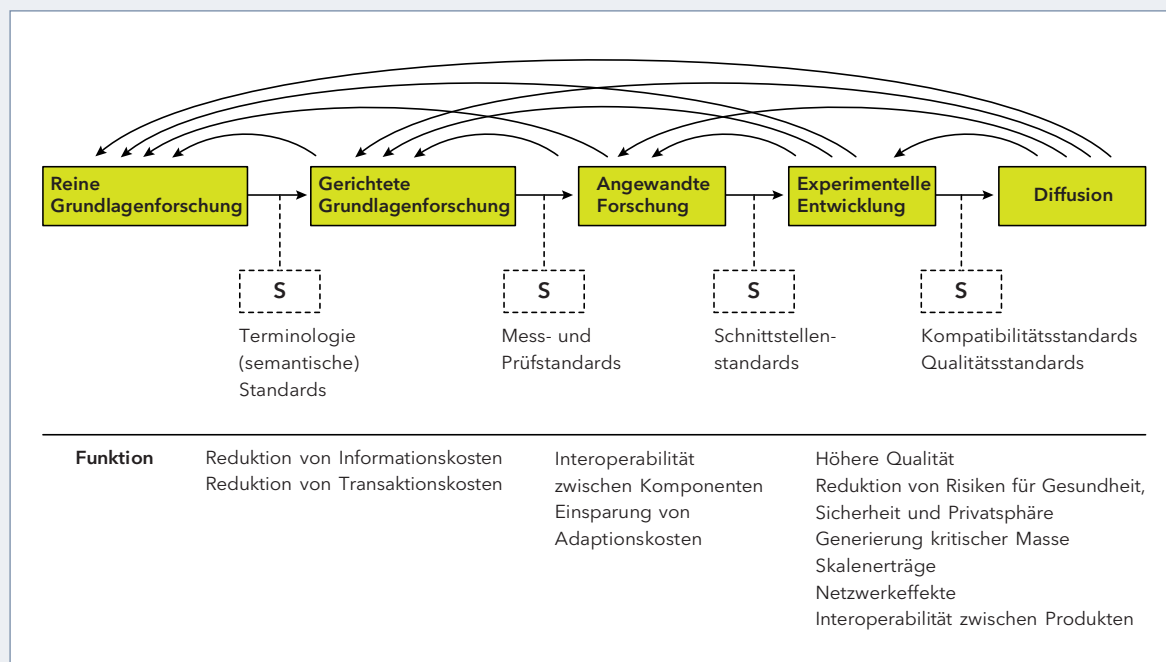 Reine
Grundlagenforschung
Gerichtete
Grundlagenforschung
Angewandte
Forschung
Experimentelle
Entwicklung
Diffusion
S
S
S
S
Terminologie
(semantische)
Standards
Mess- und
Prüfstandards
Schnittstellen-
standards
Kompatibilitätsstandards
Qualitätsstandards
Funktion
Reduktion von Informationskosten
Reduktion von Transaktionskosten
Interoperabilität
zwischen Komponenten
Einsparung von
Adaptionskosten
Höhere Qualität
Reduktion von Risiken für Gesundheit,
Sicherheit und Privatsphäre
Generierung kritischer Masse
Skalenerträge
Netzwerkeffekte
Interoperabilität zwischen Produkten